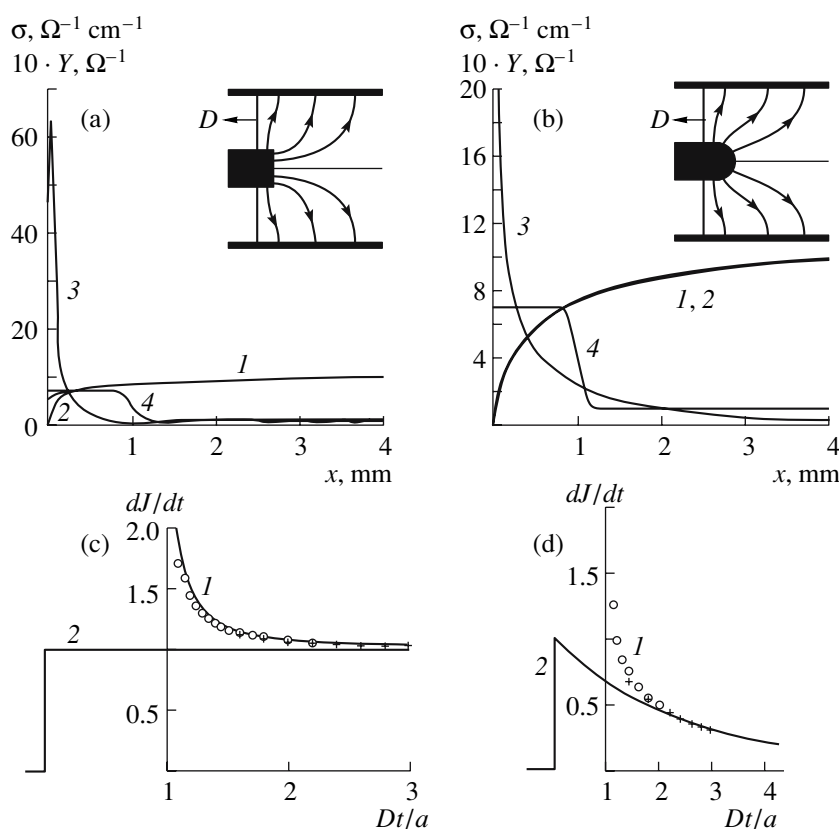 σ, Ω⁻¹ cm⁻¹
10 · Y, Ω⁻¹
(a)
D
60
40
20
0
3
1
2
4
1 2 3 4
x, mm
σ, Ω⁻¹ cm⁻¹
10 · Y, Ω⁻¹
20
(b)
D
16
12
8
4
3
1, 2
4
0
1 2 3 4
x, mm
dJ/dt
2.0
(c)
1.5
1
2
0.5
1 2 3
Dt/a
dJ/dt
(d)
1.5
1
2
0.5
0 1 2 3 4
Dt/a